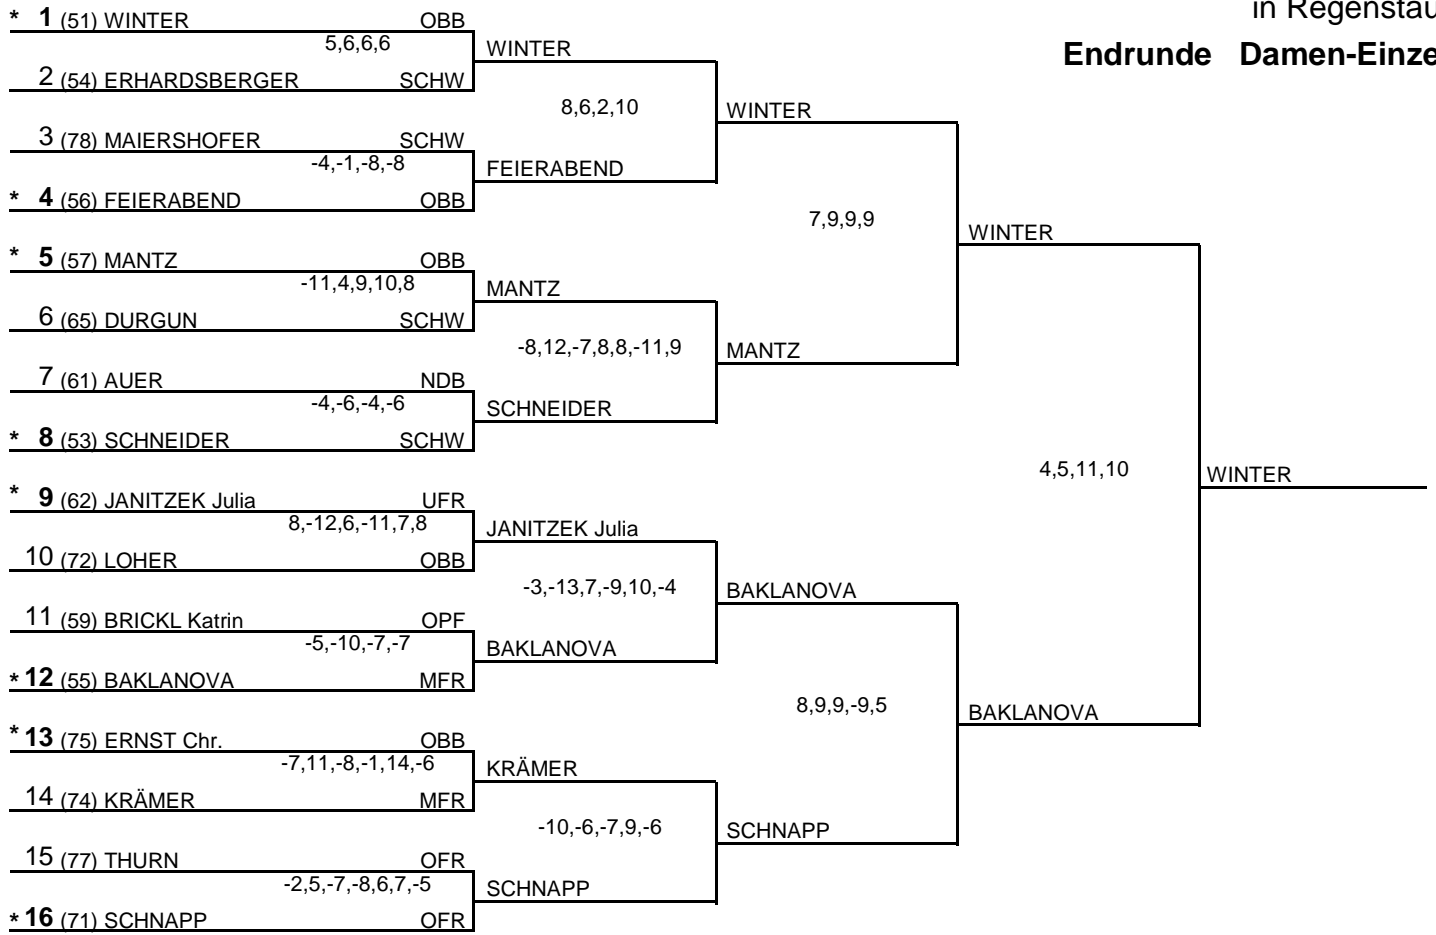 in Regenstau
Endrunde Damen-Einze
* 1 (51) WINTER OBB
5,6,6,6
WINTER
2 (54) ERHARDSBERGER SCHW
8,6,2,10
WINTER
3 (78) MAIERSHOFER SCHW
-4,-1,-8,-8
FEIERABEND
* 4 (56) FEIERABEND OBB
7,9,9,9
WINTER
* 5 (57) MANTZ OBB
-11,4,9,10,8
MANTZ
6 (65) DURGUN SCHW
-8,12,-7,8,8,-11,9
MANTZ
7 (61) AUER NDB
-4,-6,-4,-6
SCHNEIDER
* 8 (53) SCHNEIDER SCHW
4,5,11,10
WINTER
* 9 (62) JANITZEK Julia UFR
8,-12,6,-11,7,8
JANITZEK Julia
10 (72) LOHER OBB
-3,-13,7,-9,10,-4
BAKLANOVA
11 (59) BRICKL Katrin OPF
-5,-10,-7,-7
BAKLANOVA
* 12 (55) BAKLANOVA MFR
8,9,9,-9,5
BAKLANOVA
* 13 (75) ERNST Chr. OBB
-7,11,-8,-1,14,-6
KRÄMER
14 (74) KRÄMER MFR
-10,-6,-7,9,-6
SCHNAPP
15 (77) THURN OFR
-2,5,-7,-8,6,7,-5
SCHNAPP
* 16 (71) SCHNAPP OFR